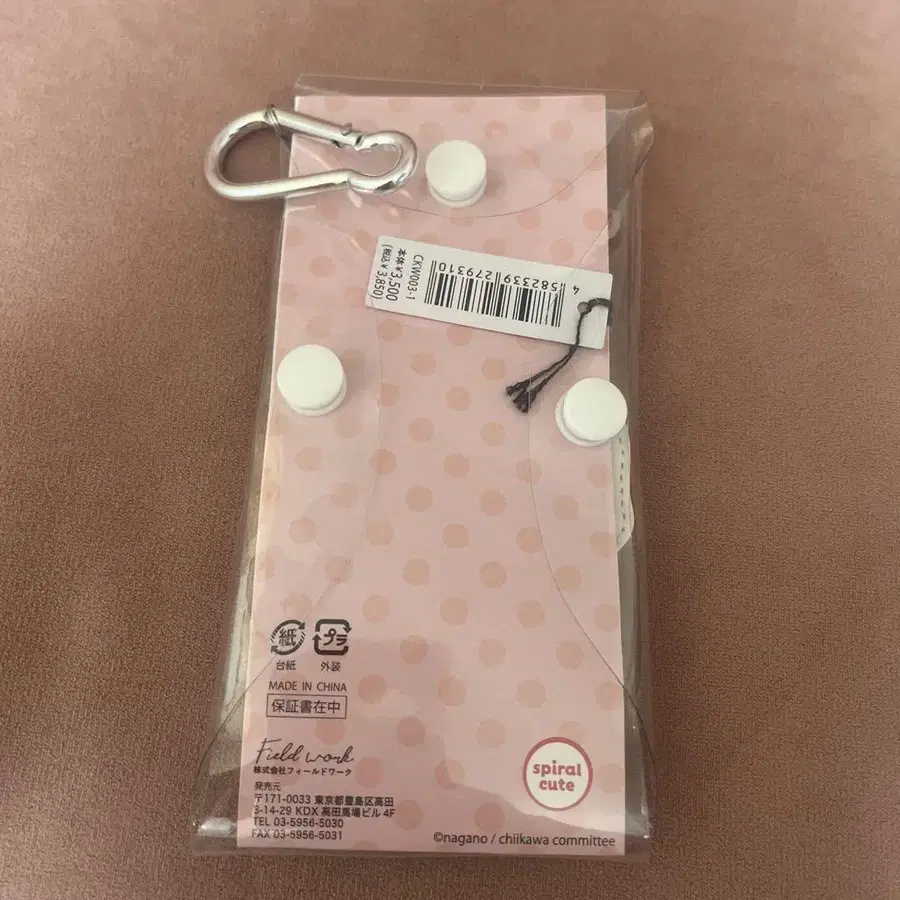 CKW003-1
本体￥3,500
(税込￥3,850)
4 582339 279310
紙 プラ
台紙 外装
MADE IN CHINA
保証書在中
Field work
株式会社フィールドワーク
発売元
〒171-0033 東京都豊島区高田
3-14-29 KDX 高田馬場ビル 4F
TEL 03-5956-5030
FAX 03-5956-5031
spiral
cute
©nagano / chiikawa committee